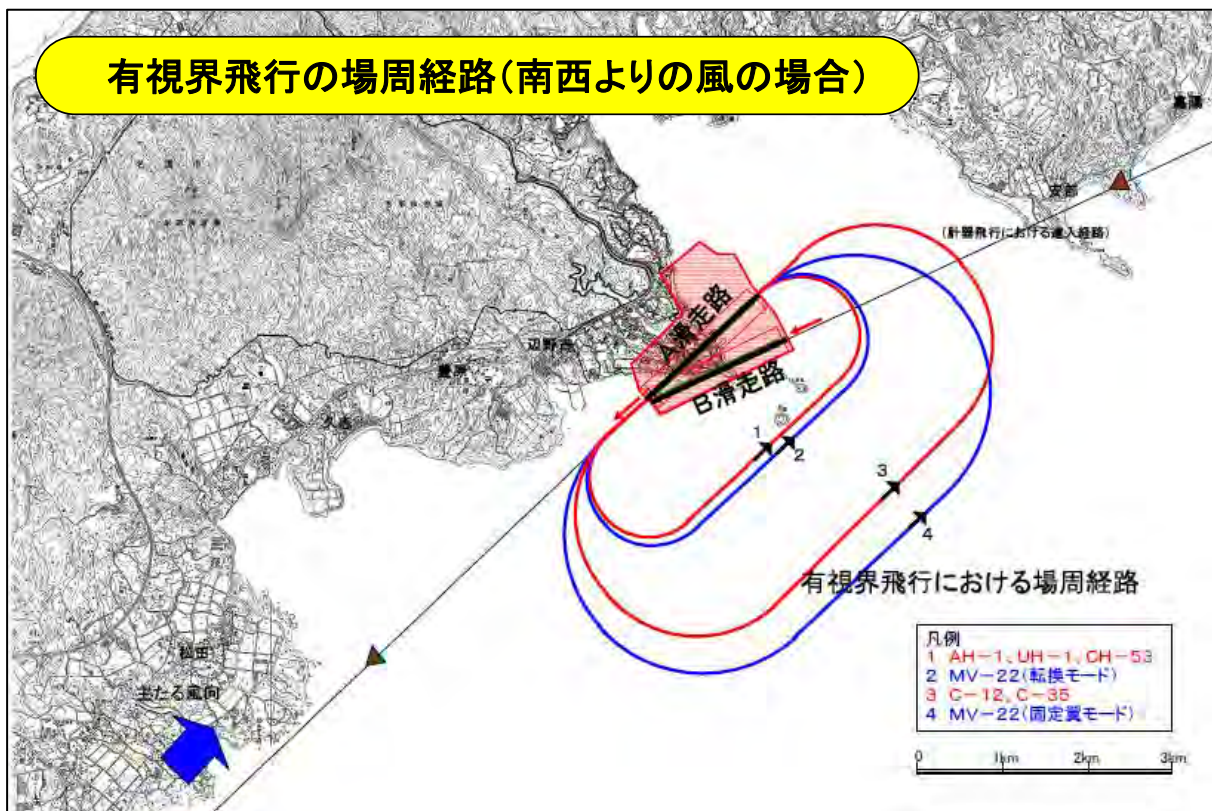 有視界飛行の場周経路(南西よりの風の場合)
嘉陽
安部
(計器飛行における進入経路)
A滑走路
辺野古
豊原
B滑走路
久志
1
2
3
4
有視界飛行における場周経路
松田
主たる風向
凡例
1 AH-1、UH-1、CH-53
2 MV-22(転換モード)
3 C-12、C-35
4 MV-22(固定翼モード)
0 1km 2km 3km